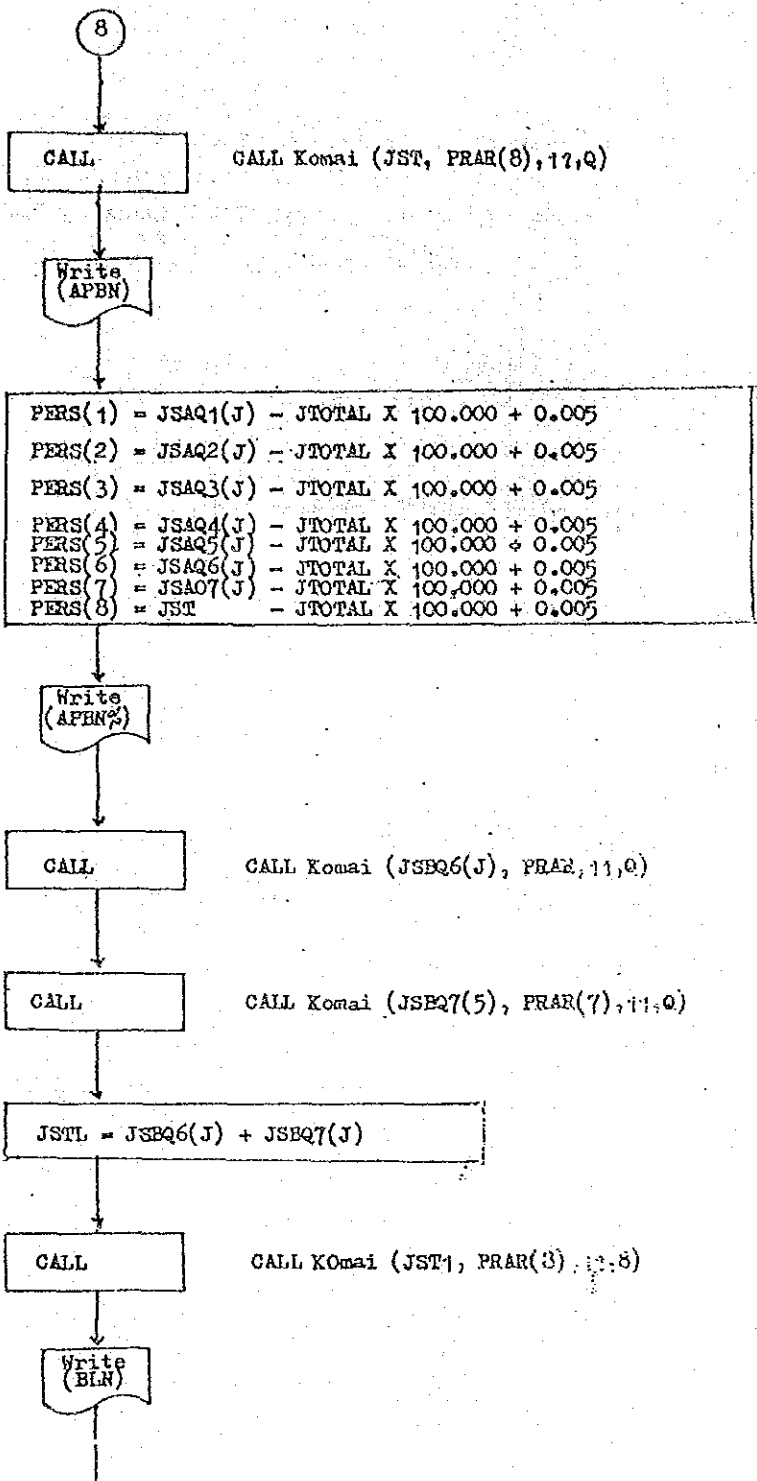 8
CALL CALL Komai (JST, PRAR(8),17,Q)
Write
(APBN)
PERS(1) = JSAQ1(J) - JTOTAL X 100.000 + 0.005
PERS(2) = JSAQ2(J) - JTOTAL X 100.000 + 0.005
PERS(3) = JSAQ3(J) - JTOTAL X 100.000 + 0.005
PERS(4) = JSAQ4(J) - JTOTAL X 100.000 + 0.005
PERS(5) = JSAQ5(J) - JTOTAL X 100.000 + 0.005
PERS(6) = JSAQ6(J) - JTOTAL X 100.000 + 0.005
PERS(7) = JSAO7(J) - JTOTAL X 100.000 + 0.005
PERS(8) = JST - JTOTAL X 100.000 + 0.005
Write
(APBN%)
CALL CALL Komai (JSBQ6(J), PRAR,11,Q)
CALL CALL Komai (JSBQ7(5), PRAR(7),11,Q)
JSTL = JSBQ6(J) + JSBQ7(J)
CALL CALL KOmai (JST1, PRAR(3)
Write
(BLN)